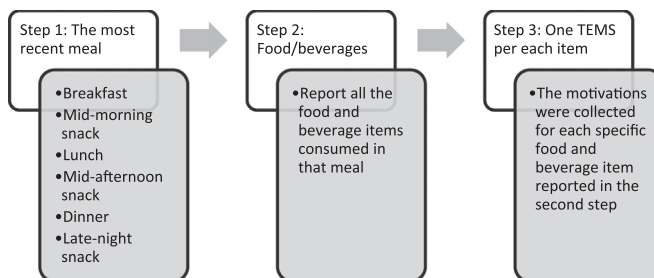 Step 1: The most
recent meal
•Breakfast
•Mid-morning
snack
•Lunch
•Mid-afternoon
snack
•Dinner
•Late-night
snack
Step 2:
Food/beverages
•Report all the
food and
beverage items
consumed in
that meal
Step 3: One TEMS
per each item
•The motivations
were collected
for each specific
food and
beverage item
reported in the
second step